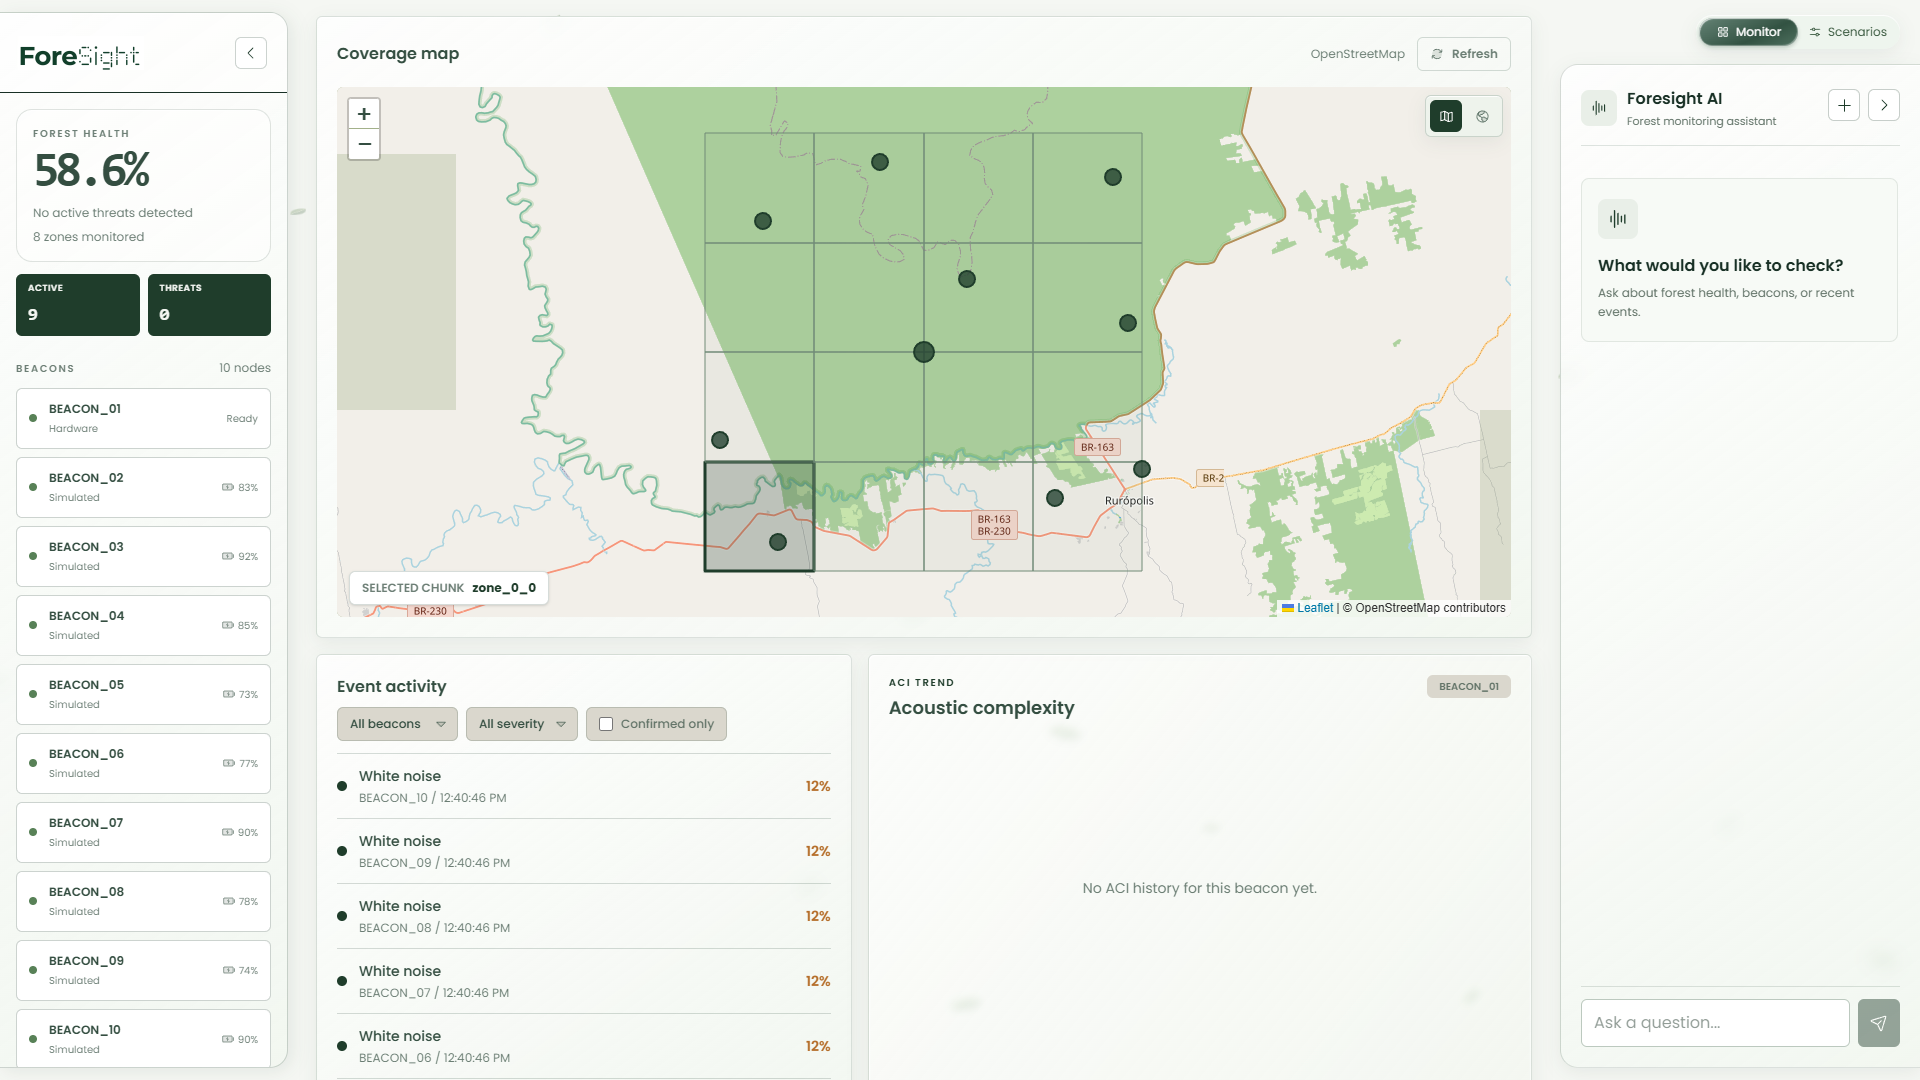 ForeSight
FOREST HEALTH
58.6%
No active threats detected
8 zones monitored
ACTIVE
9
THREATS
0
BEACONS
10 nodes
BEACON_01
Hardware
Ready
BEACON_02
Simulated
83%
BEACON_03
Simulated
92%
BEACON_04
Simulated
85%
BEACON_05
Simulated
73%
BEACON_06
Simulated
77%
BEACON_07
Simulated
90%
BEACON_08
Simulated
78%
BEACON_09
Simulated
74%
BEACON_10
Simulated
90%
Coverage map
OpenStreetMap
Refresh
+
−
BR-163
BR-2
Rurópolis
BR-163
BR-230
SELECTED CHUNK zone_0_0
BR-230
Leaflet | © OpenStreetMap contributors
Event activity
All beacons
All severity
Confirmed only
White noise
BEACON_10 / 12:40:46 PM
12%
White noise
BEACON_09 / 12:40:46 PM
12%
White noise
BEACON_08 / 12:40:46 PM
12%
White noise
BEACON_07 / 12:40:46 PM
12%
White noise
BEACON_06 / 12:40:46 PM
12%
ACI TREND
Acoustic complexity
BEACON_01
No ACI history for this beacon yet.
Monitor
Scenarios
Foresight AI
Forest monitoring assistant
What would you like to check?
Ask about forest health, beacons, or recent
events.
Ask a question...